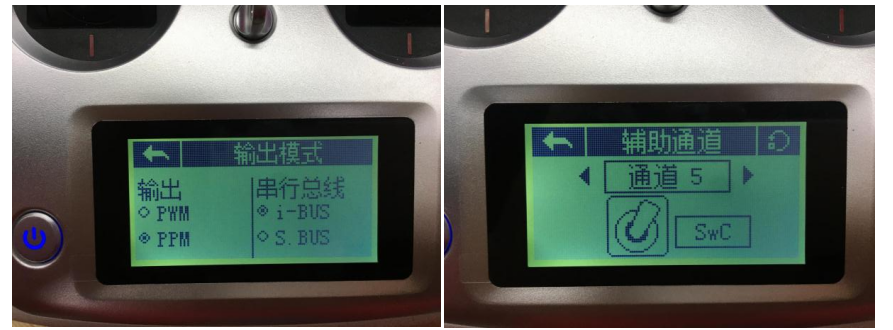 输出模式
输出
PWM
PPM
串行总线
i-BUS
S.BUS
辅助通道
通道 5
SwC